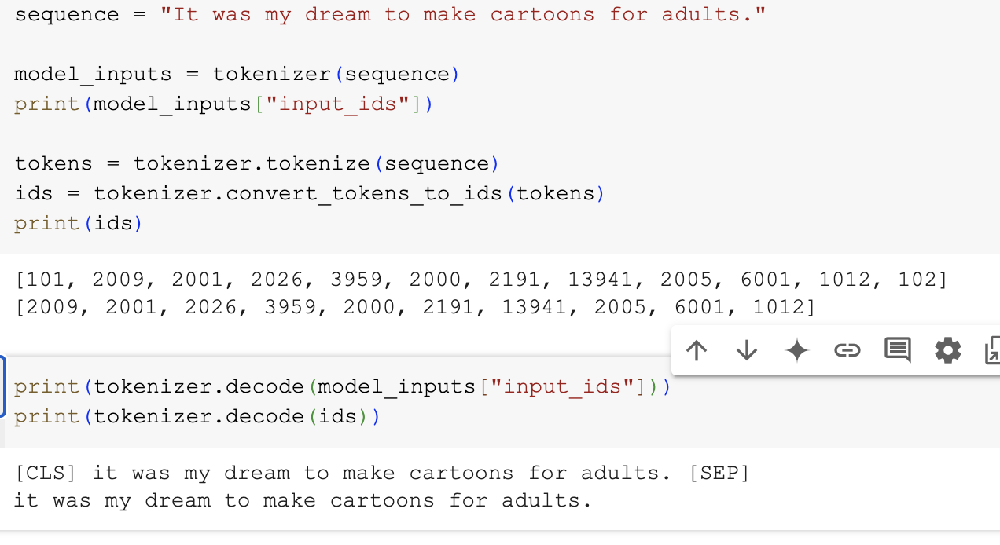 sequence = "It was my dream to make cartoons for adults."
model_inputs = tokenizer(sequence)
print(model_inputs["input_ids"])
tokens = tokenizer.tokenize(sequence)
ids = tokenizer.convert_tokens_to_ids(tokens)
print(ids)
[101, 2009, 2001, 2026, 3959, 2000, 2191, 13941, 2005, 6001, 1012, 102]
[2009, 2001, 2026, 3959, 2000, 2191, 13941, 2005, 6001, 1012]
print(tokenizer.decode(model_inputs["input_ids"]))
print(tokenizer.decode(ids))
[CLS] it was my dream to make cartoons for adults. [SEP]
it was my dream to make cartoons for adults.